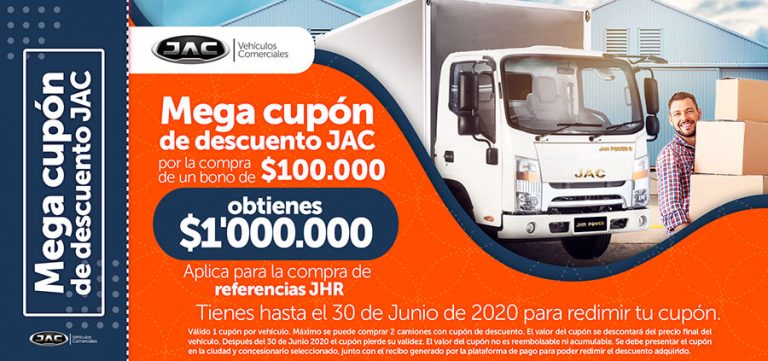 Mega cupón
de descuento JAC
JAC
Vehículos
Comerciales
JAC
Vehículos
Comerciales
Mega cupón
de descuento JAC
por la compra
de un bono de $100.000
obtienes
$1'000.000
Aplica para la compra de
referencias JHR
JHR POWER
JAC
JHR POWER
Tienes hasta el 30 de Junio de 2020 para redimir tu cupón.
Válido 1 cupón por vehículo. Máximo se puede comprar 2 camiones con cupón de descuento. El valor del cupón se descontará del precio final del
vehículo. Después del 30 de Junio 2020 el cupón pierde su validez. El valor del cupón no es reembolsable ni acumulable. Se debe presentar el cupón
en la ciudad y concesionario seleccionado, junto con el recibo generado por la plataforma de pago para poder redimir el descuento adquirido.